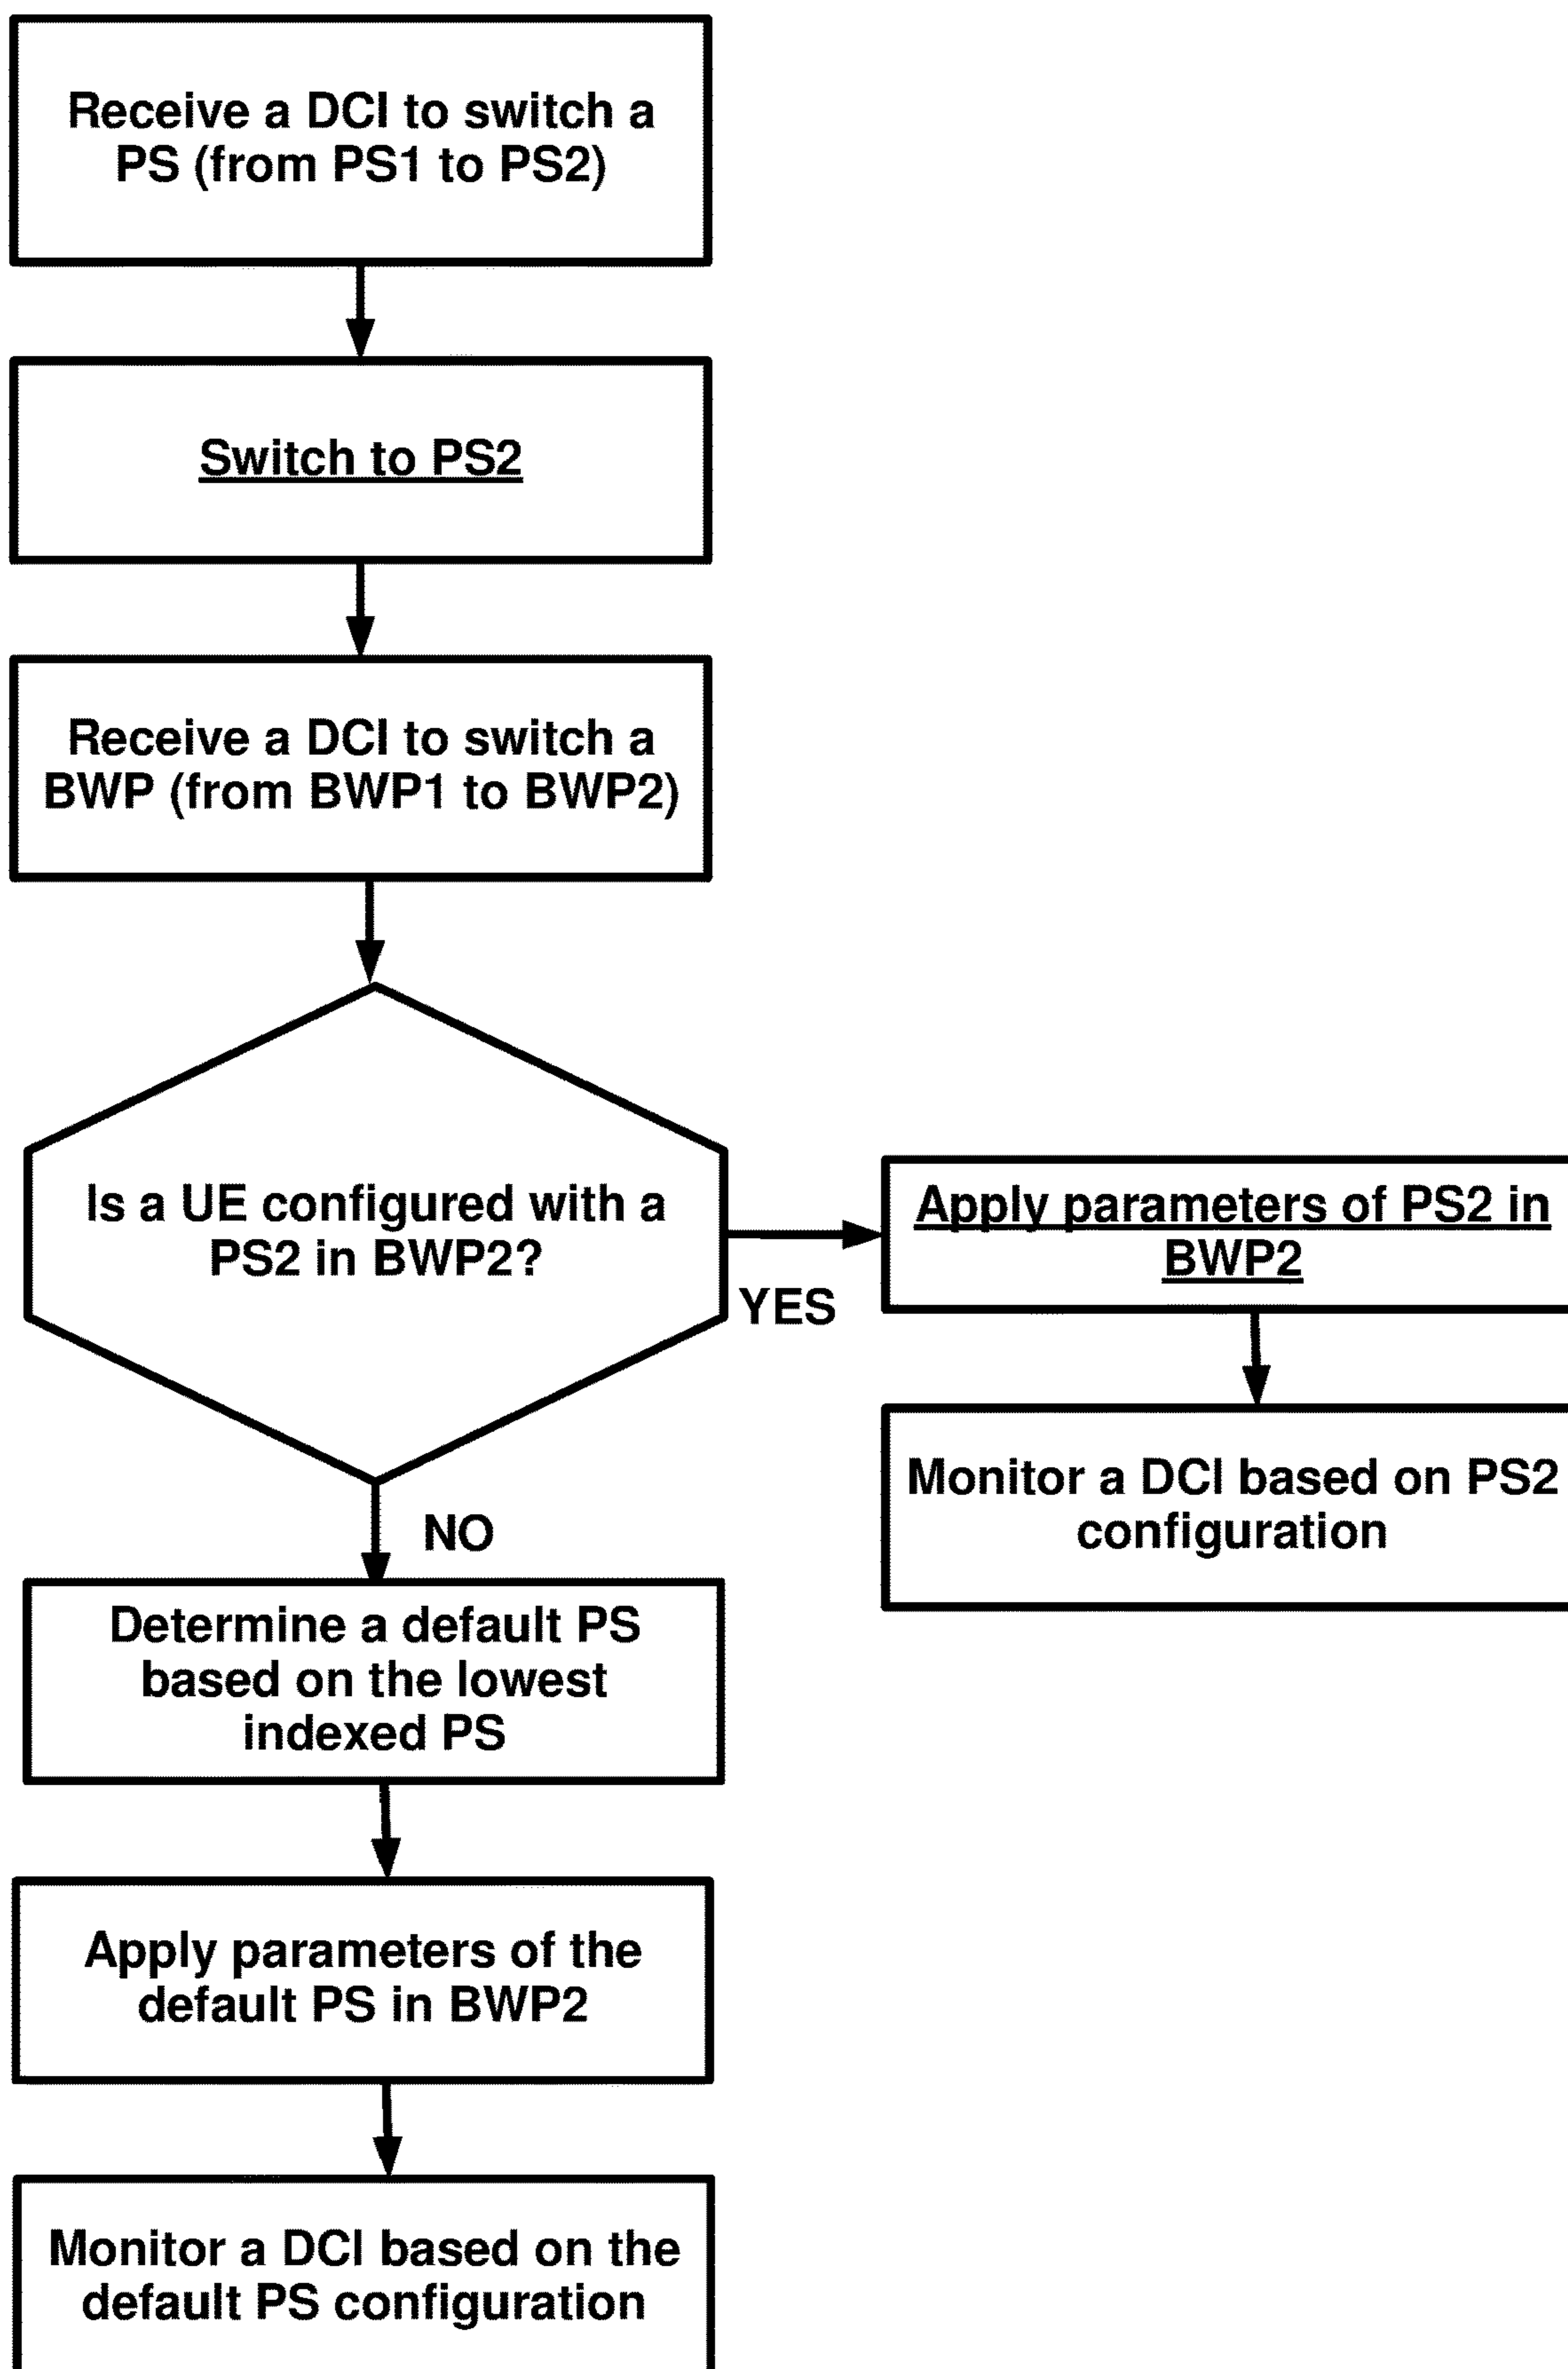 Receive a DCI to switch a
PS (from PS1 to PS2)
Switch to PS2
Receive a DCI to switch a
BWP (from BWP1 to BWP2)
Is a UE configured with a
PS2 in BWP2?
YES
Apply parameters of PS2 in
BWP2
Monitor a DCI based on PS2
configuration
NO
Determine a default PS
based on the lowest
indexed PS
Apply parameters of the
default PS in BWP2
Monitor a DCI based on the
default PS configuration